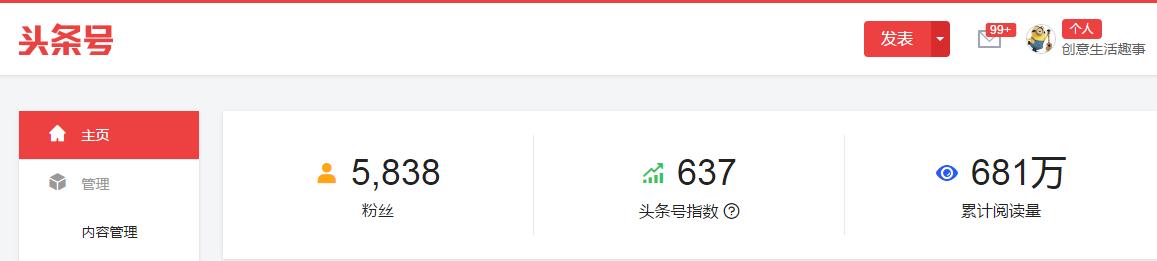 头条号
发表
99+
个人
创意生活趣事
主页
管理
内容管理
5,838
粉丝
637
头条号指数
681万
累计阅读量